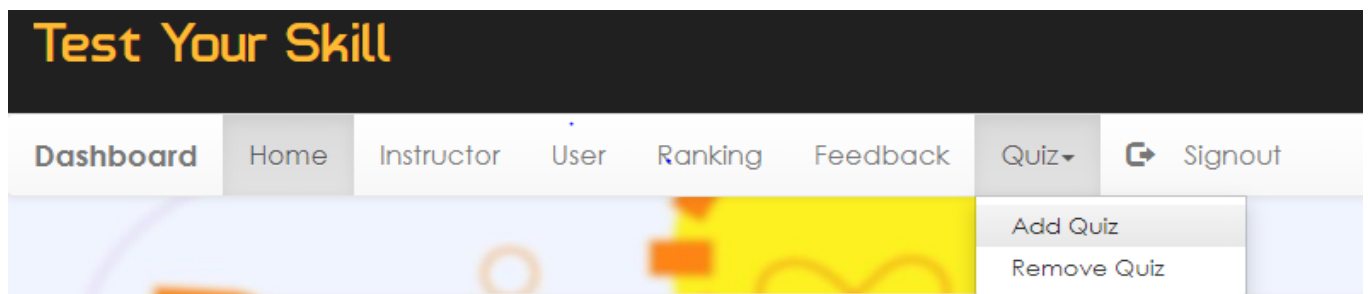 Test Your Skill
Dashboard Home Instructor User Ranking Feedback Quiz Signout
Add Quiz
Remove Quiz